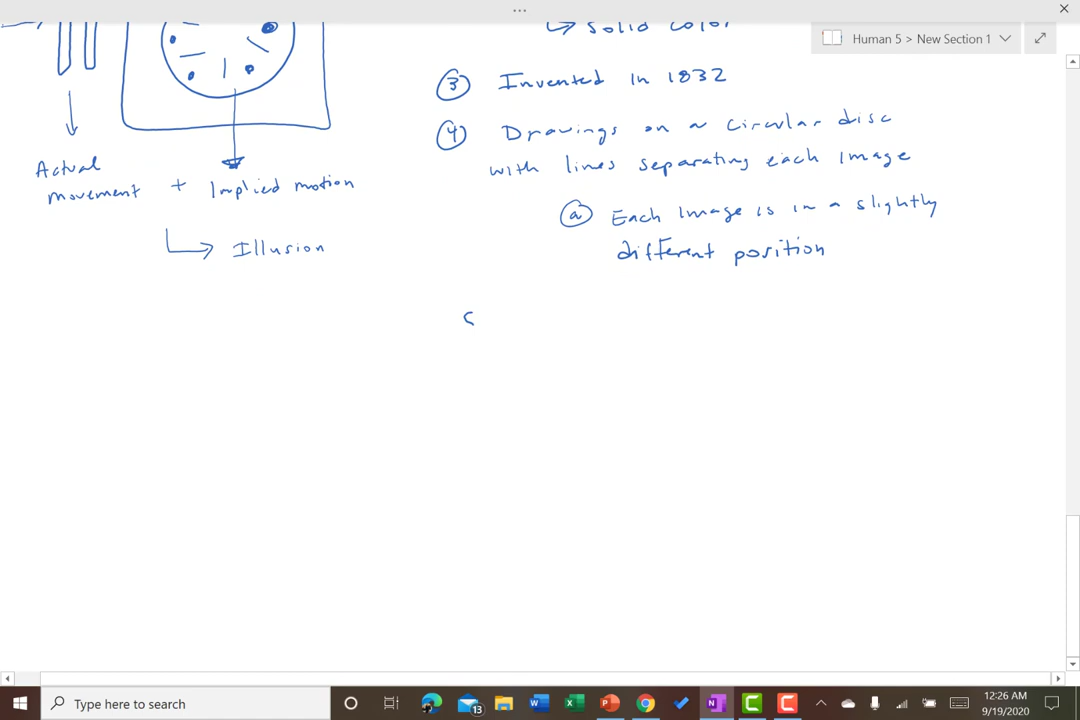 Human 5 > New Section 1
↳ solid color
③ Invented in 1832
④ Drawings on a circular disc
with lines separating each image
ⓐ Each image is in a slightly
different position
Actual
movement + Implied motion
Illusion
5
Type here to search
13
12:26 AM
9/19/2020